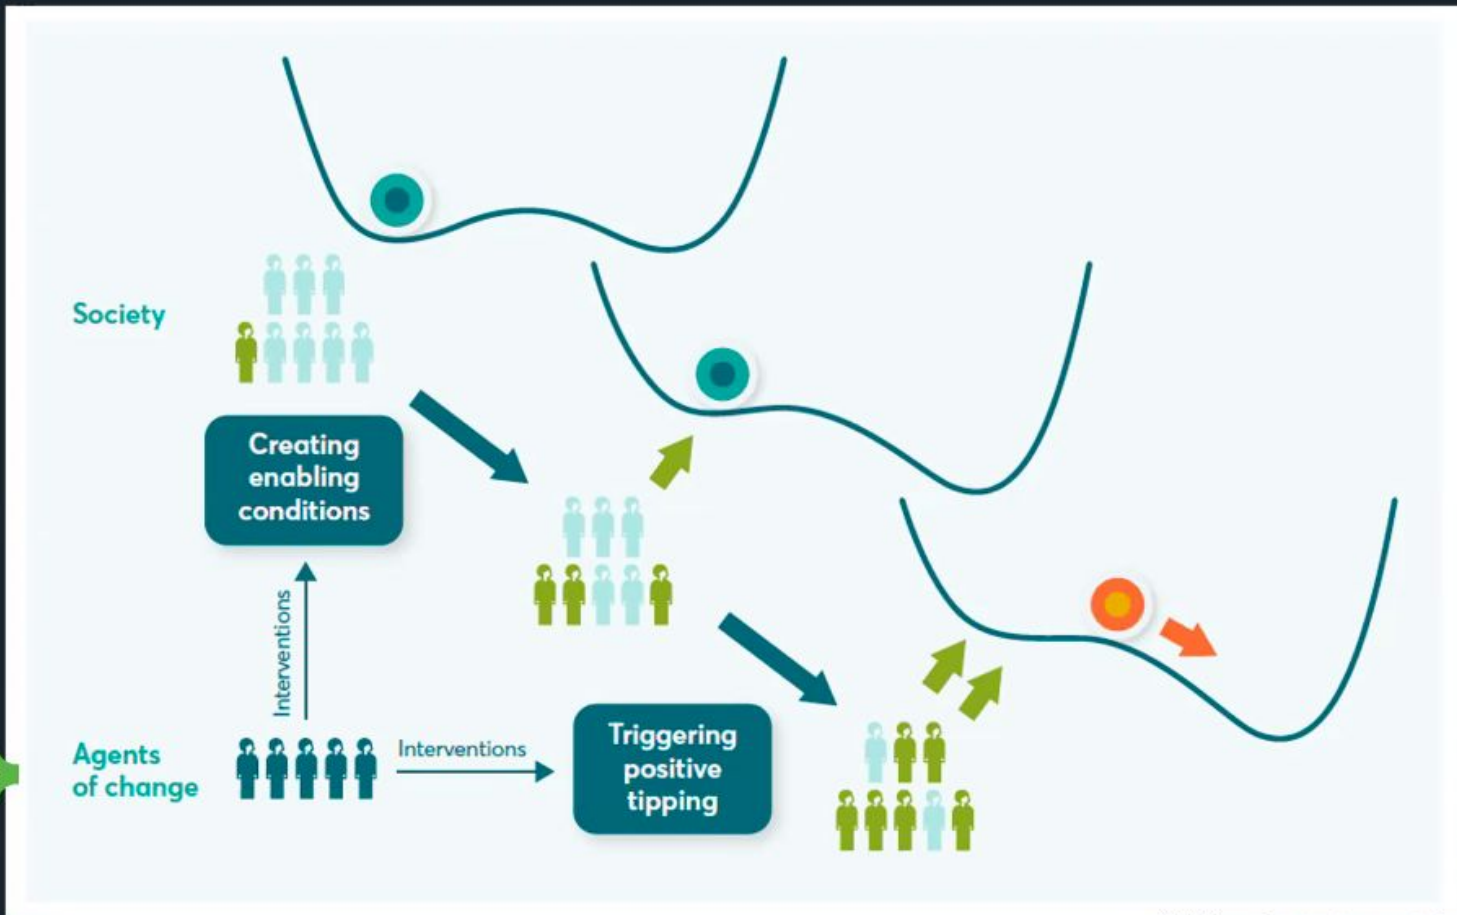 Society
Creating
enabling
conditions
Interventions
Agents
of change
Interventions
Triggering
positive
tipping